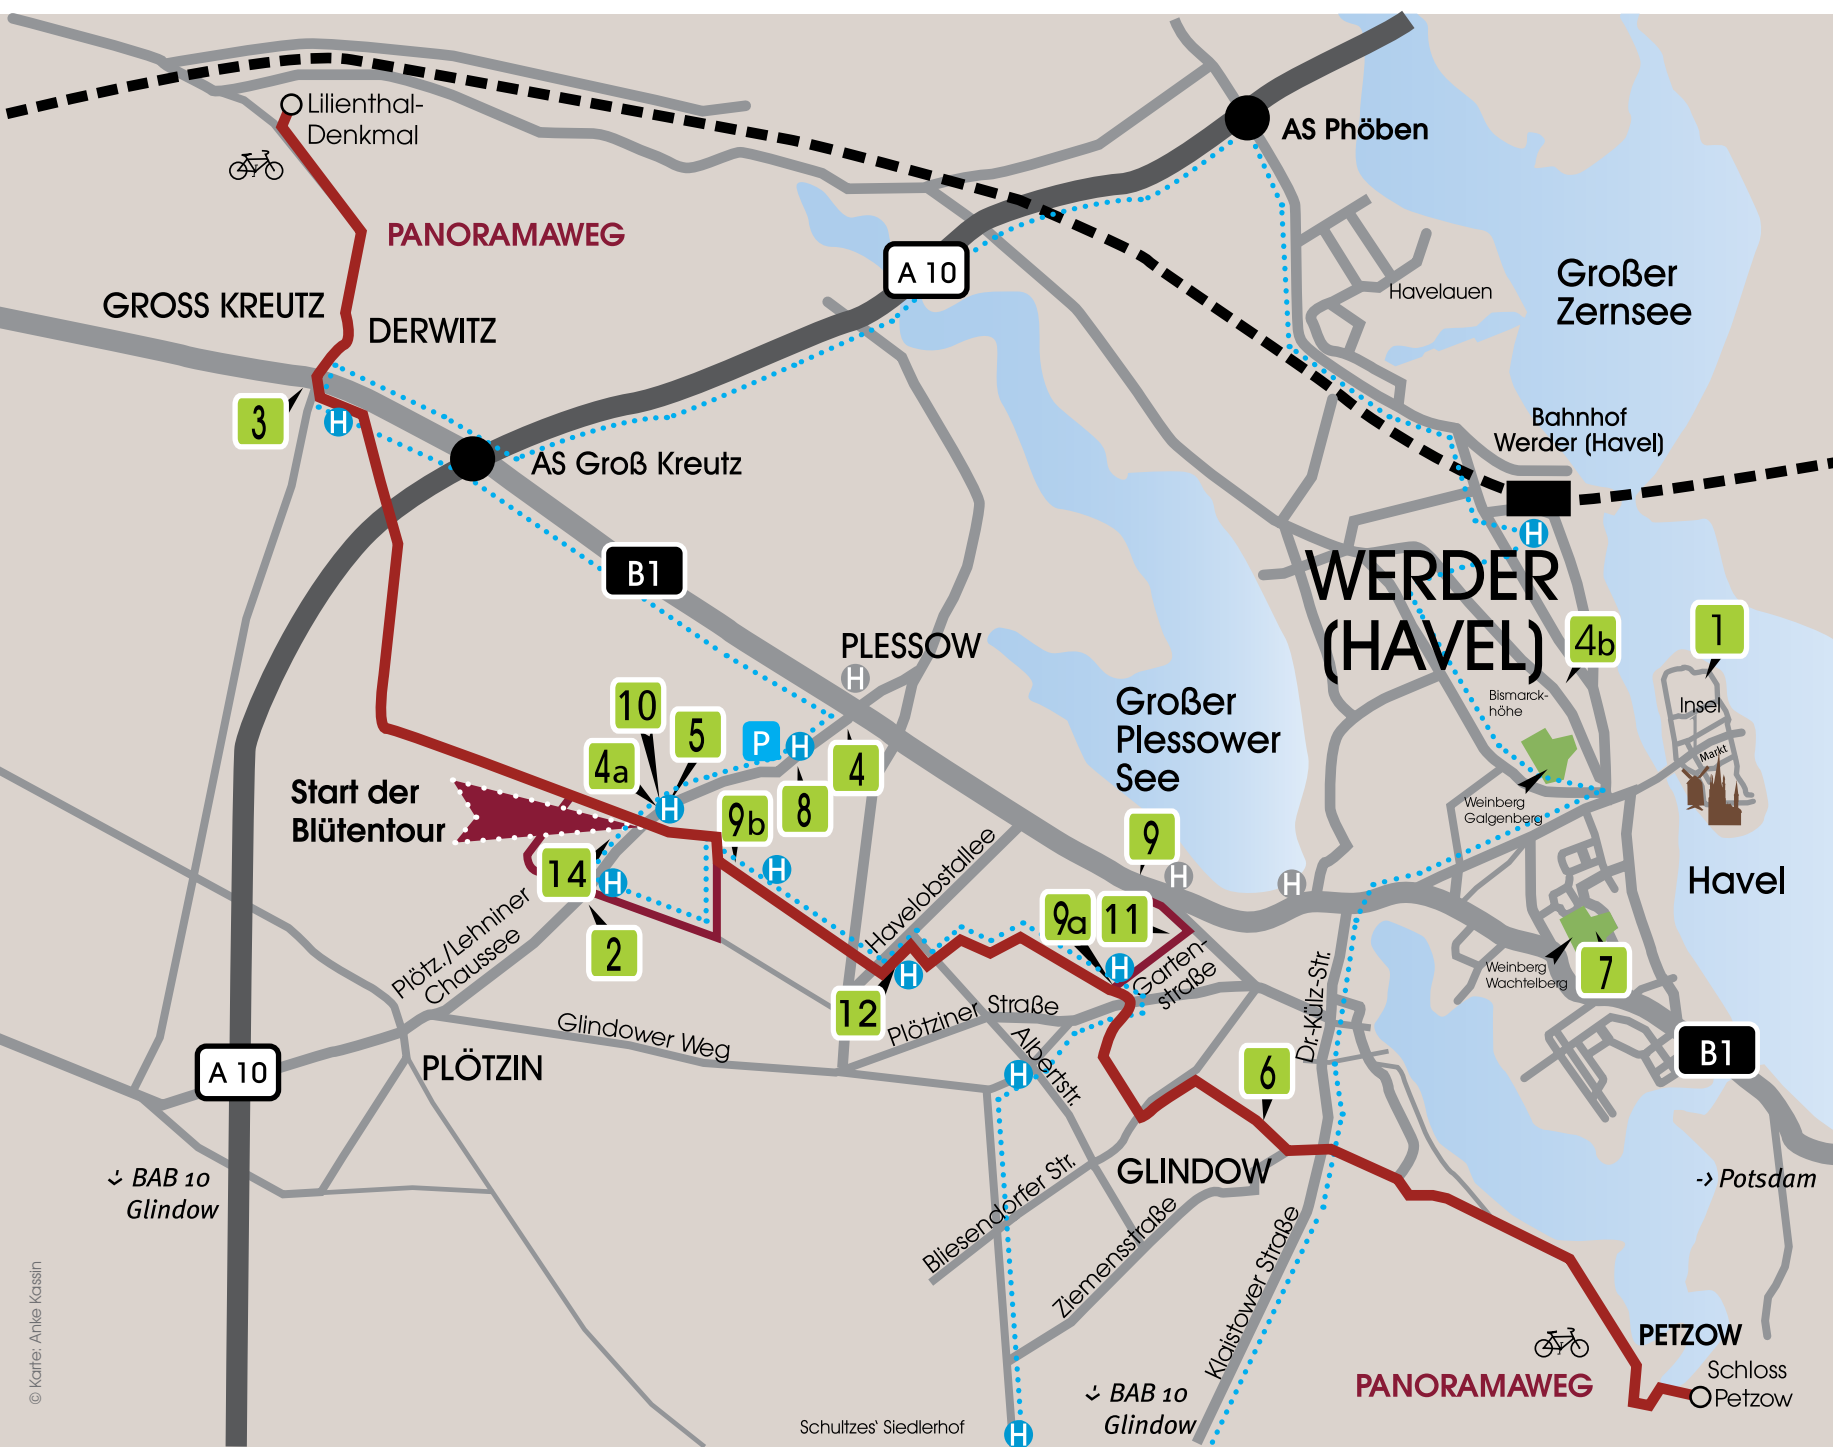 Lilienthal-
Denkmal
PANORAMAWEG
GROSS KREUTZ
DERWITZ
3
H
AS Groß Kreutz
A 10
AS Phöben
Havelauen
Großer
Zernsee
Bahnhof
Werder (Havel)
H
B1
WERDER
(HAVEL)
4b
1
Bismarck-
höhe
Insel
Markt
PLESSOW
H
Großer
Plessower
See
10
5
P
H
4a
H
4
8
9b
Start der
Blütentour
14
H
H
2
Weinberg
Galgenberg
9
H
H
Havel
Havelobstallee
9a
11
H
Garten-
straße
Plötz./Lehniner
Chaussee
12
H
Weinberg
Wachtelberg
7
Plötziner Straße
Glindower Weg
Albertstr.
Dr.-Külz-Str.
B1
A 10
PLÖTZIN
H
6
GLINDOW
BAB 10
Glindow
-> Potsdam
Bliesendorfer Str.
Ziemensstraße
Klaistower Straße
PETZOW
Schloss
Petzow
PANORAMAWEG
BAB 10
Glindow
Schultzes' Siedlerhof
H
© Karte: Anke Kassin